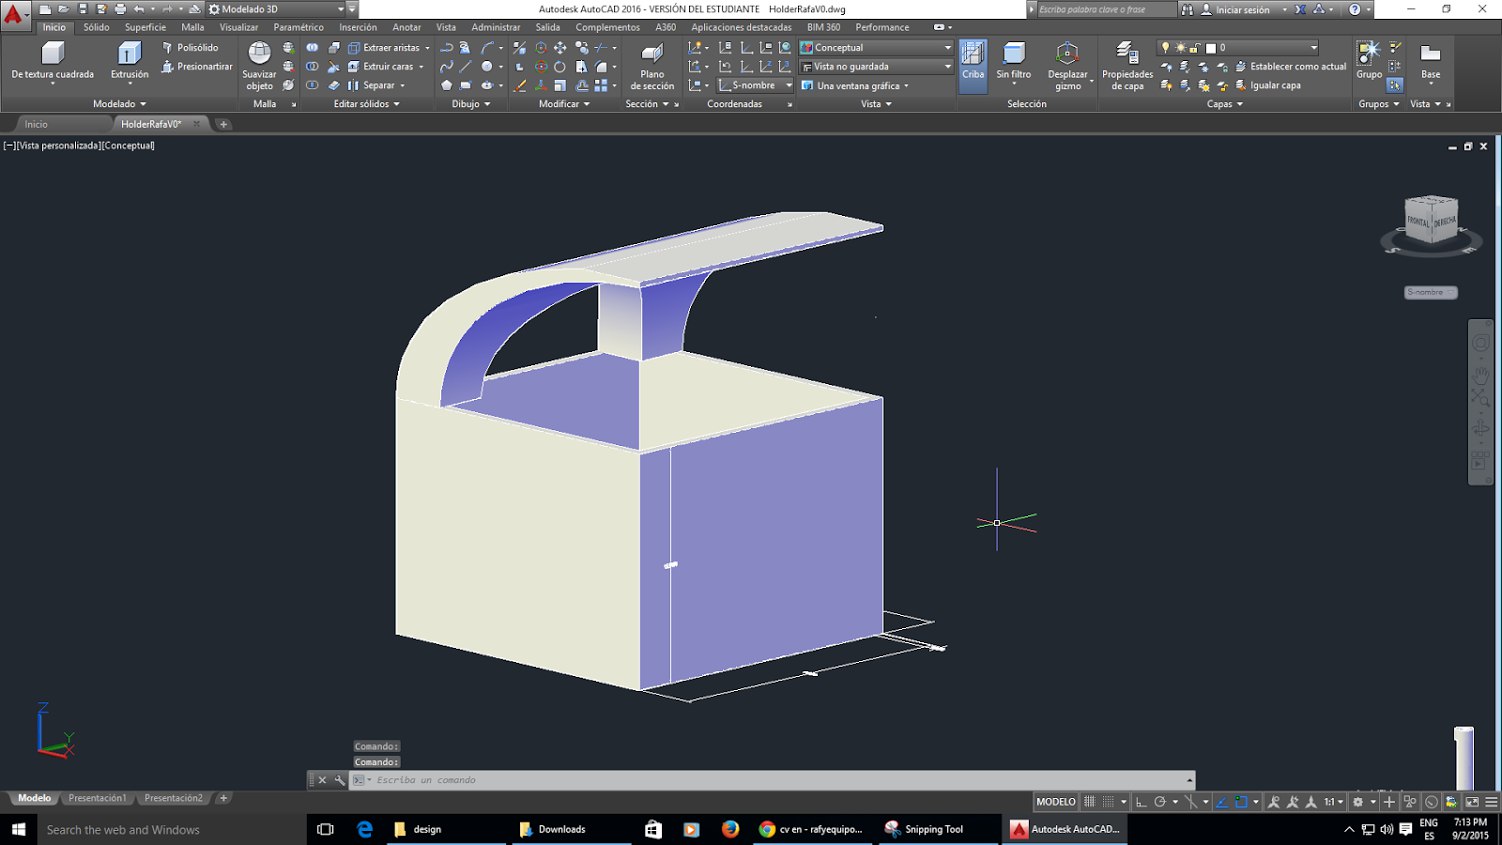 Modelado 3D
Autodesk AutoCAD 2016 - VERSIÓN DEL ESTUDIANTE HolderRafaV0.dwg
Escriba palabra clave o frase
Iniciar sesión
Inicio Sólido Superficie Malla Visualizar Paramétrico Inserción Anotar Vista Administrar Salida Complementos A360 Aplicaciones destacadas BIM 360 Performance
De textura cuadrada
Extrusión
Polisólido
Presionartirar
Suavizar objeto
Extraer aristas
Extruir caras
Separar
Plano de sección
S-nombre
Conceptual
Vista no guardada
Una ventana gráfica
Criba
Sin filtro
Desplazar gizmo
Propiedades de capa
0
Establecer como actual
Igualar capa
Grupo
Base
Modelado Malla Editar sólidos Dibujo Modificar Sección Coordenadas Vista Selección Capas Grupos Vista
Inicio HolderRafaV0*
[−][Vista personalizada][Conceptual]
FRONTAL DERECHA
S-nombre
Z
Y
X
Comando:
Comando:
Escriba un comando
Modelo Presentación1 Presentación2
MODELO 1:1
Search the web and Windows
design
Downloads
cv en - rafyequipo...
Snipping Tool
Autodesk AutoCAD...
ENG
ES
7:13 PM
9/2/2015